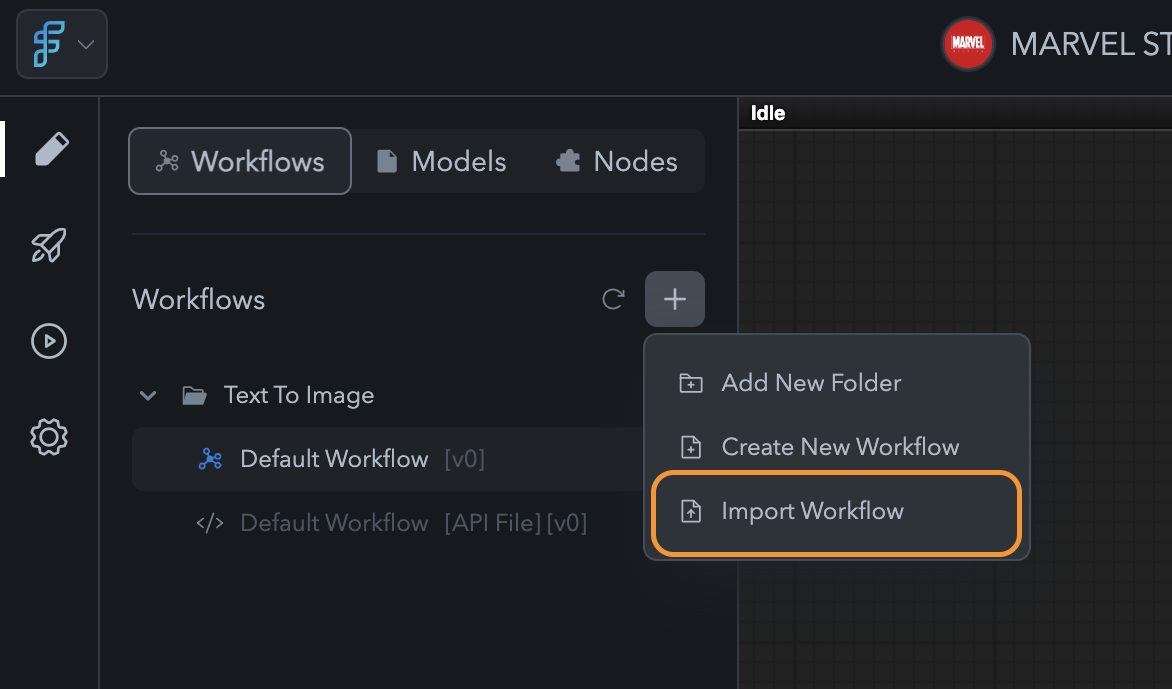 MARVEL
MARVEL ST
Idle
Workflows
Models
Nodes
Workflows
Text To Image
Default Workflow [v0]
</> Default Workflow [API File] [v0]
Add New Folder
Create New Workflow
Import Workflow